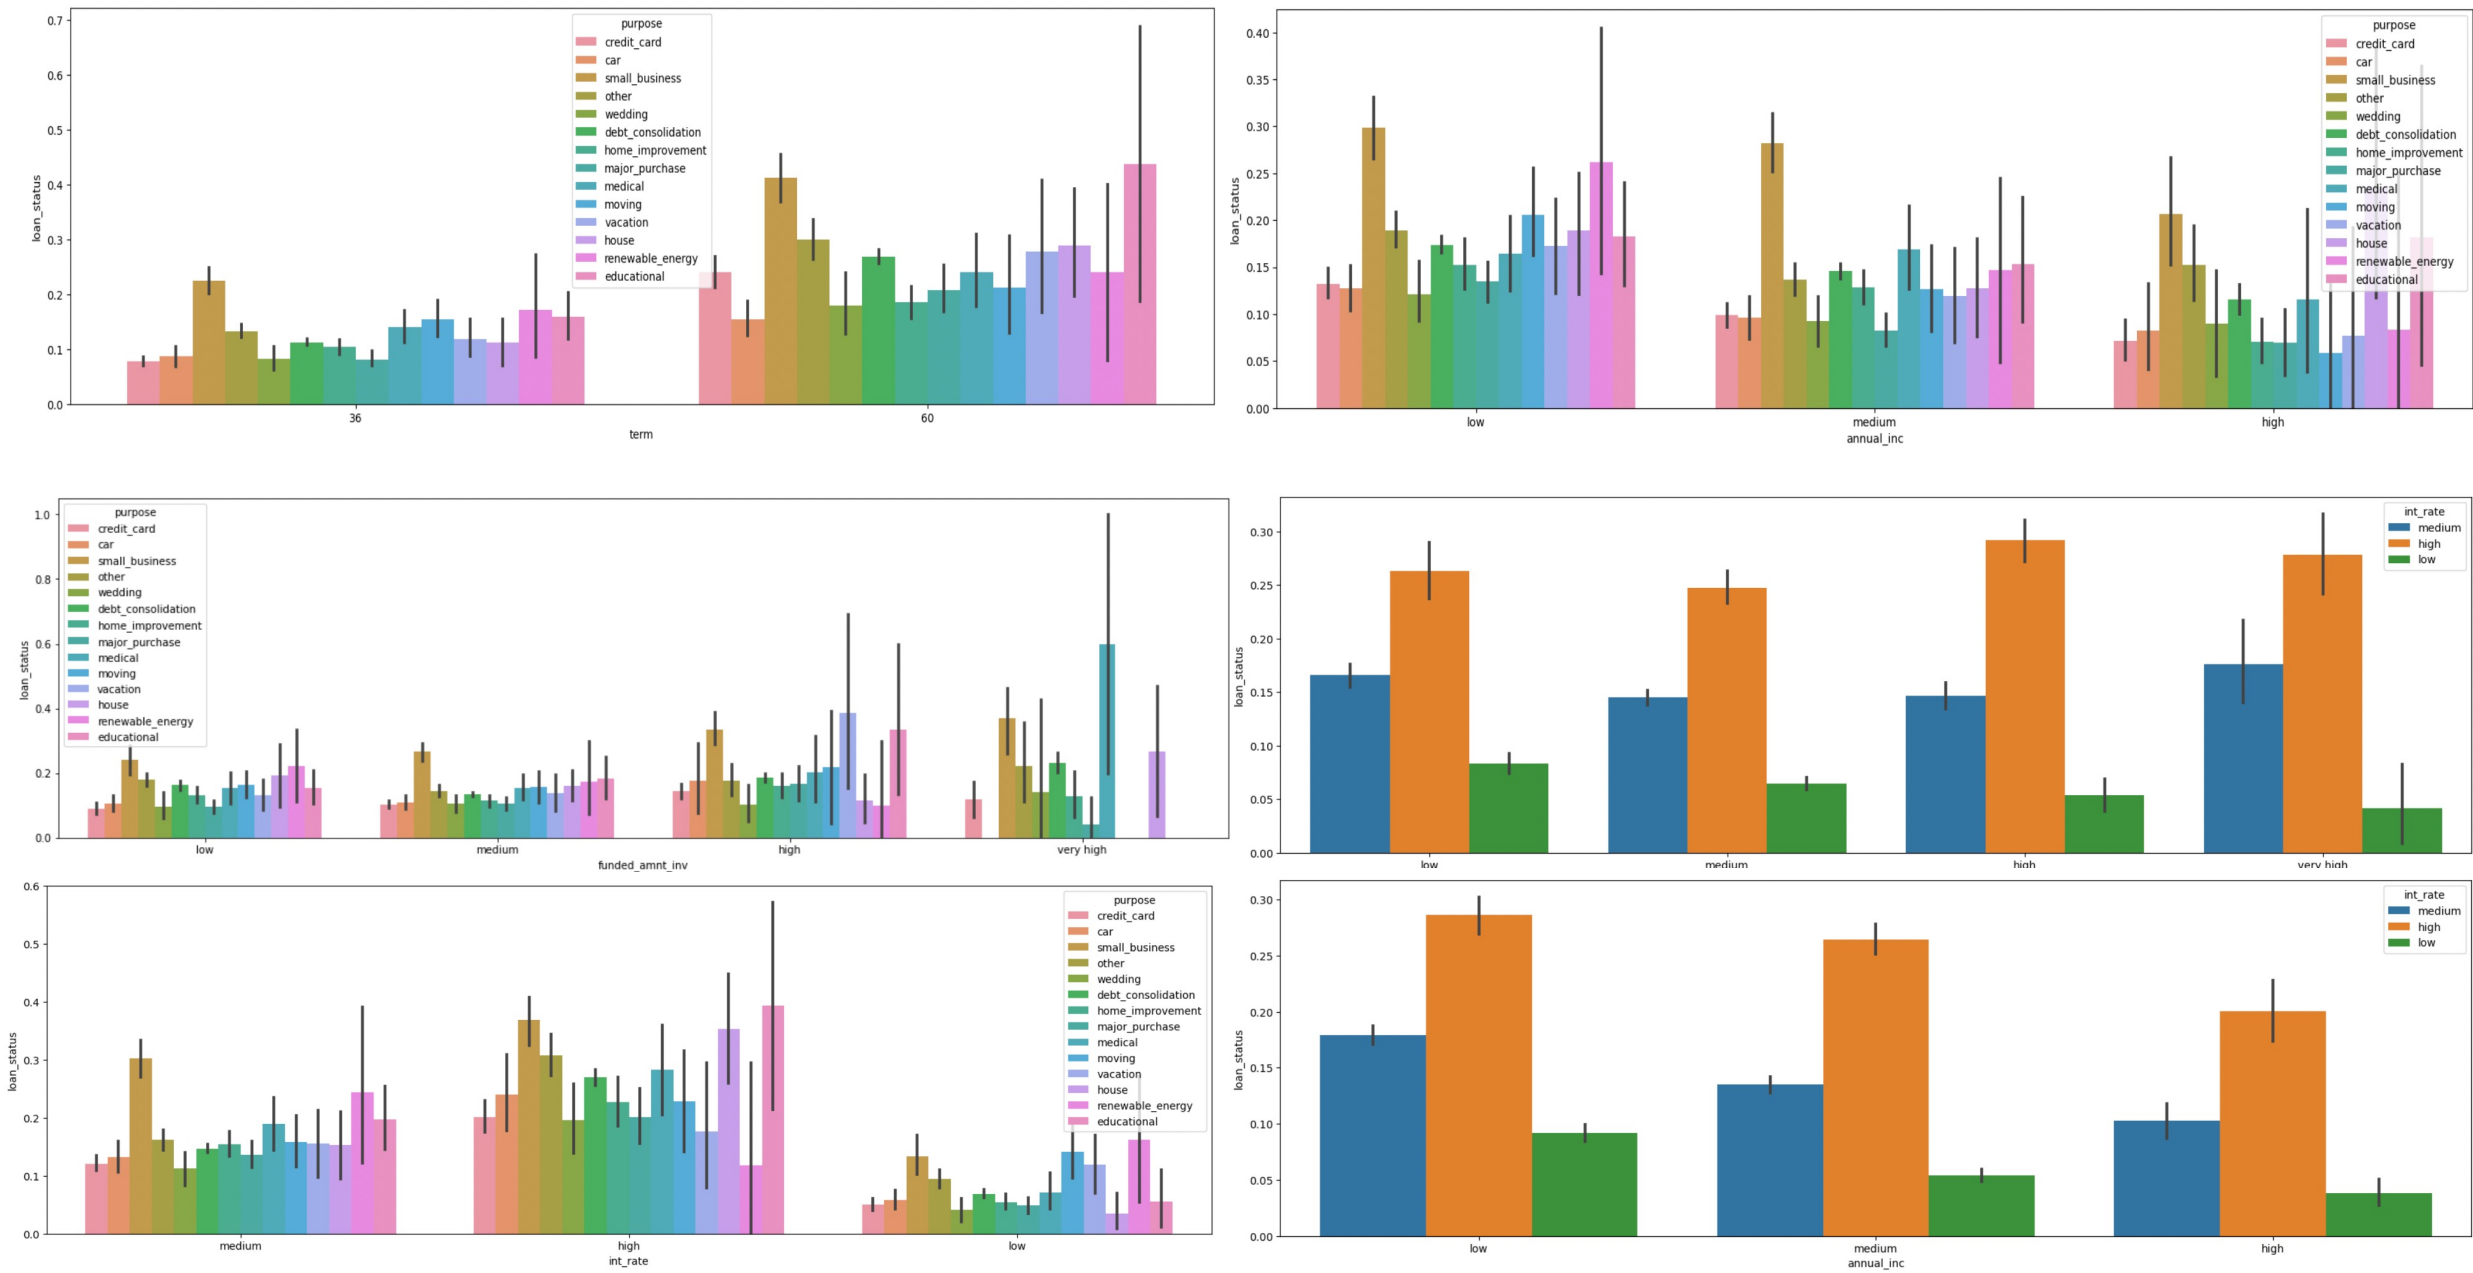 purpose
credit_card
car
small_business
other
wedding
debt_consolidation
home_improvement
major_purchase
medical
moving
vacation
house
renewable_energy
educational
0.7
0.6
0.5
0.4
0.3
0.2
0.1
0.0
loan_status
36
60
term
purpose
credit_card
car
small_business
other
wedding
debt_consolidation
home_improvement
major_purchase
medical
moving
vacation
house
renewable_energy
educational
0.40
0.35
0.30
0.25
0.20
0.15
0.10
0.05
0.00
loan_status
low
medium
high
annual_inc
purpose
credit_card
car
small_business
other
wedding
debt_consolidation
home_improvement
major_purchase
medical
moving
vacation
house
renewable_energy
educational
1.0
0.8
0.6
0.4
0.2
0.0
loan_status
low
medium
high
very high
funded_amnt_inv
int_rate
medium
high
low
0.30
0.25
0.20
0.15
0.10
0.05
0.00
loan_status
low
medium
high
very high
purpose
credit_card
car
small_business
other
wedding
debt_consolidation
home_improvement
major_purchase
medical
moving
vacation
house
renewable_energy
educational
0.6
0.5
0.4
0.3
0.2
0.1
0.0
loan_status
medium
high
low
int_rate
int_rate
medium
high
low
0.30
0.25
0.20
0.15
0.10
0.05
0.00
loan_status
low
medium
high
annual_inc